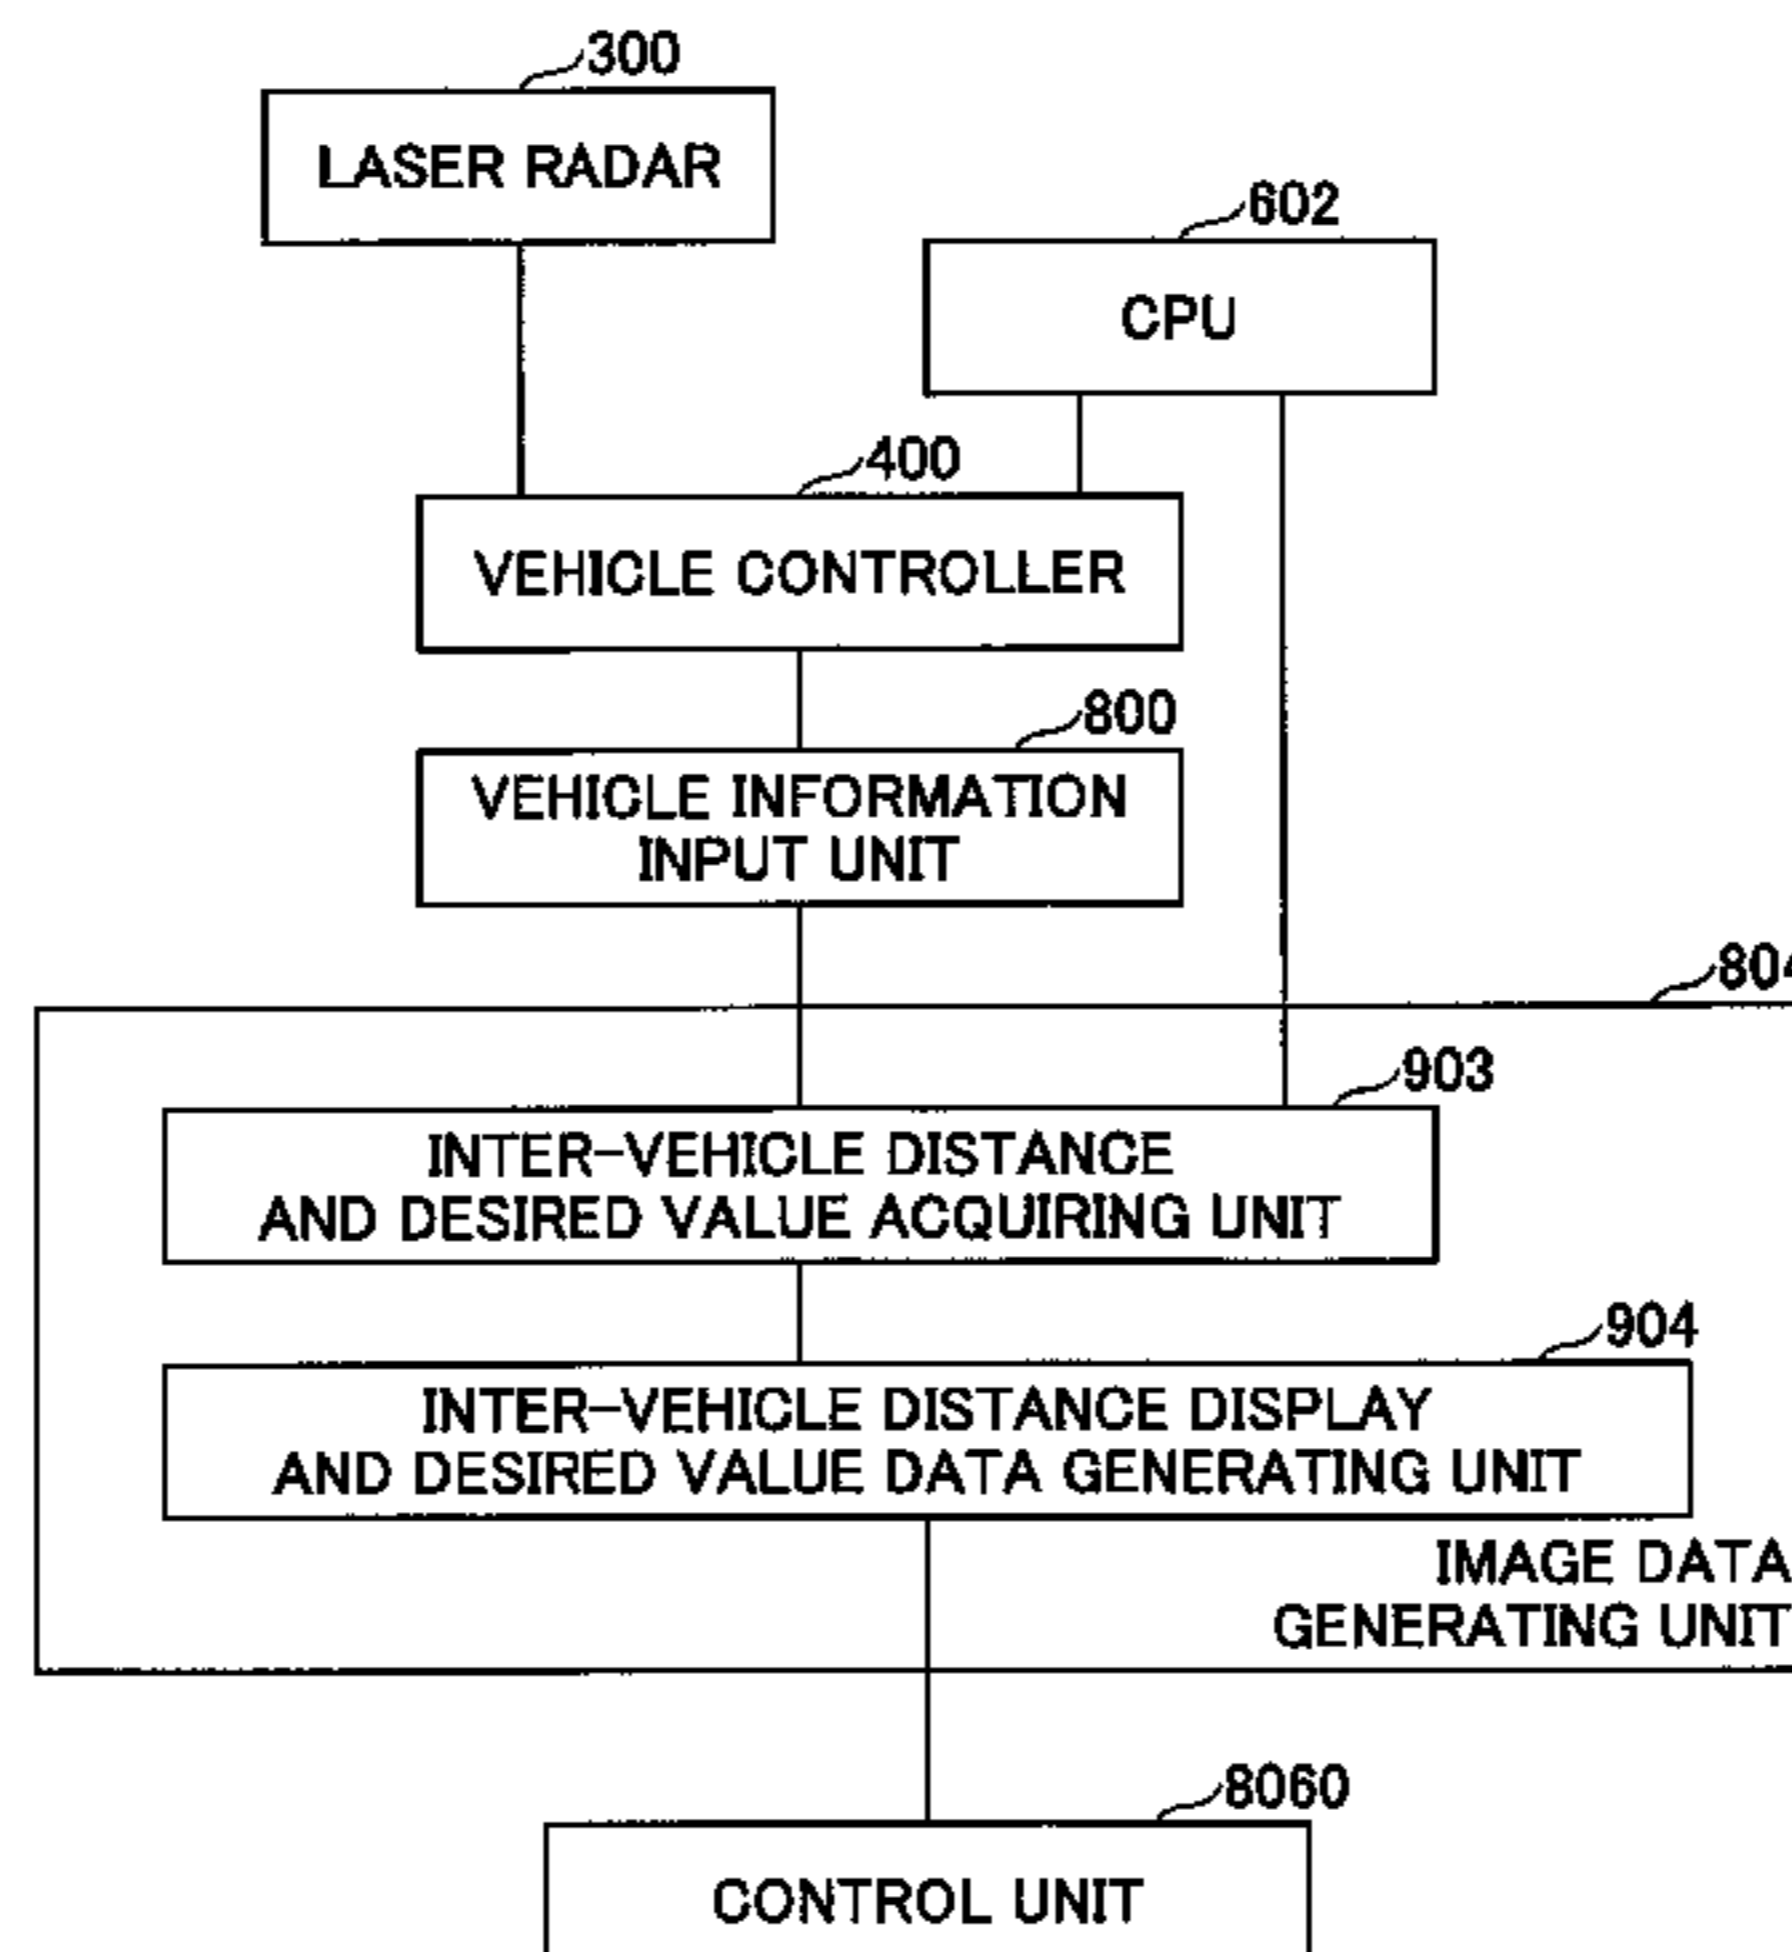 300
LASER RADAR
602
CPU
400
VEHICLE CONTROLLER
800
VEHICLE INFORMATION
INPUT UNIT
804
903
INTER-VEHICLE DISTANCE
AND DESIRED VALUE ACQUIRING UNIT
904
INTER-VEHICLE DISTANCE DISPLAY
AND DESIRED VALUE DATA GENERATING UNIT
IMAGE DATA
GENERATING UNIT
8060
CONTROL UNIT